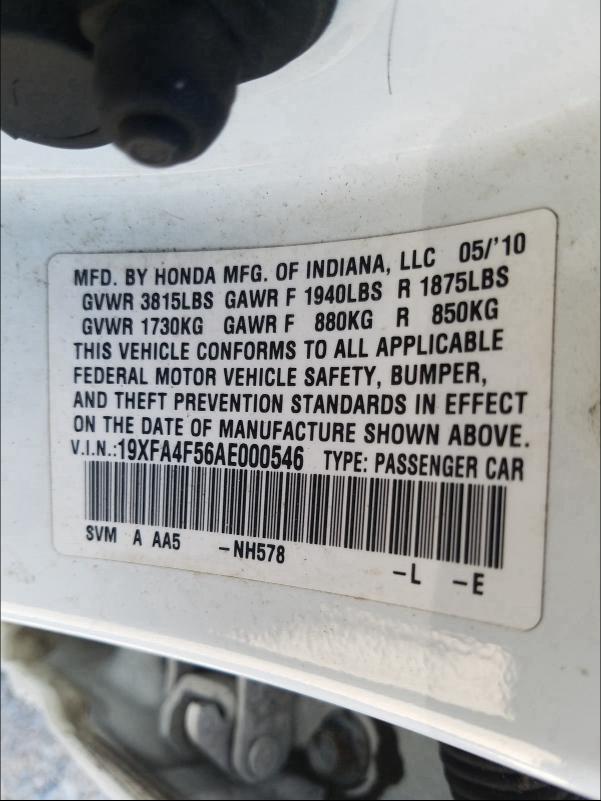 MFD. BY HONDA MFG. OF INDIANA, LLC 05/'10
GVWR 3815LBS GAWR F 1940LBS R 1875LBS
GVWR 1730KG GAWR F 880KG R 850KG
THIS VEHICLE CONFORMS TO ALL APPLICABLE
FEDERAL MOTOR VEHICLE SAFETY, BUMPER,
AND THEFT PREVENTION STANDARDS IN EFFECT
ON THE DATE OF MANUFACTURE SHOWN ABOVE.
V.I.N.:19XFA4F56AE000546 TYPE: PASSENGER CAR
SVM A AA5 -NH578 -L -E